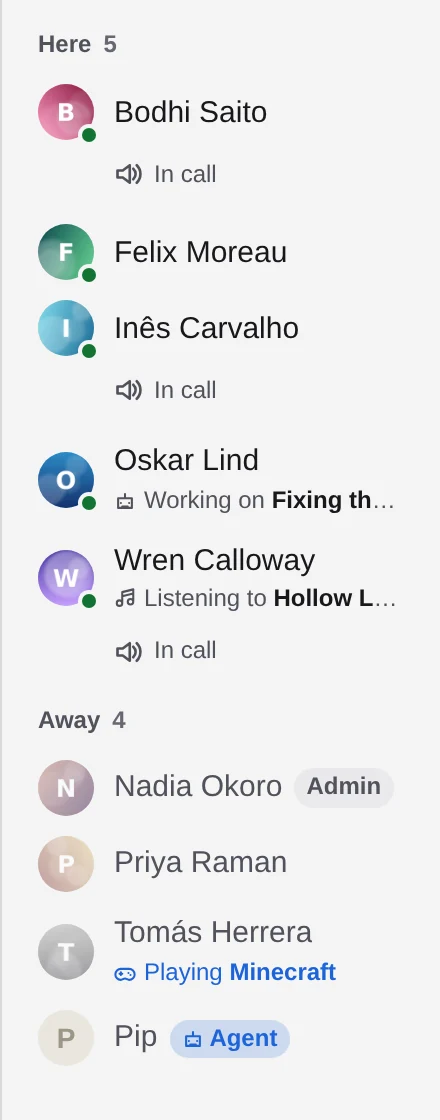 Here 5
B Bodhi Saito
In call
F Felix Moreau
I Inês Carvalho
In call
Oskar Lind
O
Working on Fixing th…
Wren Calloway
W
Listening to Hollow L…
In call
Away 4
N Nadia Okoro Admin
P Priya Raman
Tomás Herrera
T
Playing Minecraft
P Pip Agent